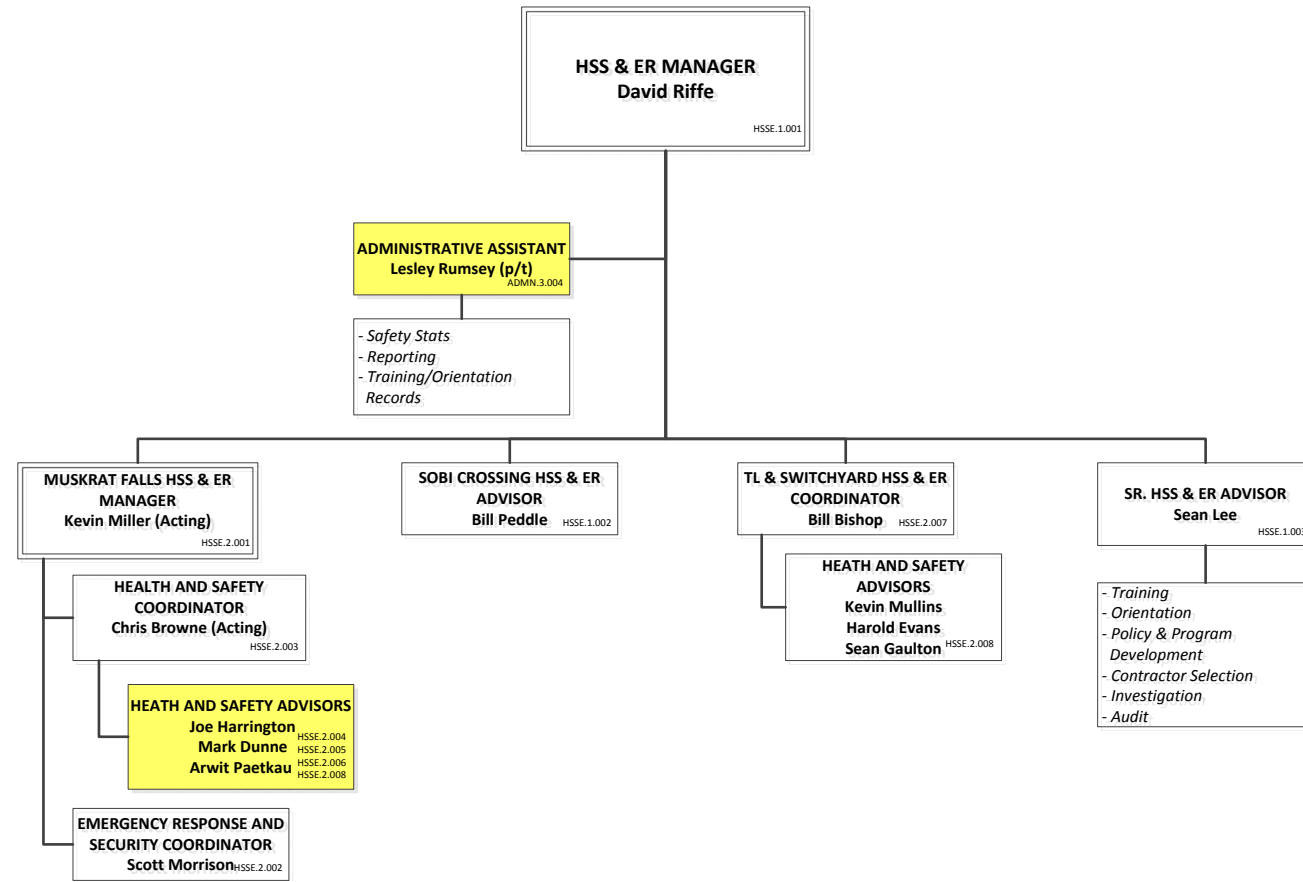 HSS & ER MANAGER
David Riffe
HSSE.1.001
ADMINISTRATIVE ASSISTANT
Lesley Rumsey (p/t)
ADMN.3.004
- Safety Stats
- Reporting
- Training/Orientation
Records
MUSKRAT FALLS HSS & ER
MANAGER
Kevin Miller (Acting)
HSSE.2.001
HEALTH AND SAFETY
COORDINATOR
Chris Browne (Acting)
HSSE.2.003
HEATH AND SAFETY ADVISORS
Joe Harrington
HSSE.2.004
Mark Dunne HSSE.2.005
Arwit Paetkau HSSE.2.006
HSSE.2.008
EMERGENCY RESPONSE AND
SECURITY COORDINATOR
Scott Morrison HSSE.2.002
SOBI CROSSING HSS & ER
ADVISOR
Bill Peddle HSSE.1.002
TL & SWITCHYARD HSS & ER
COORDINATOR
Bill Bishop HSSE.2.007
HEATH AND SAFETY
ADVISORS
Kevin Mullins
Harold Evans
Sean Gaulton HSSE.2.008
SR. HSS & ER ADVISOR
Sean Lee
HSSE.1.003
- Training
- Orientation
- Policy & Program
Development
- Contractor Selection
- Investigation
- Audit